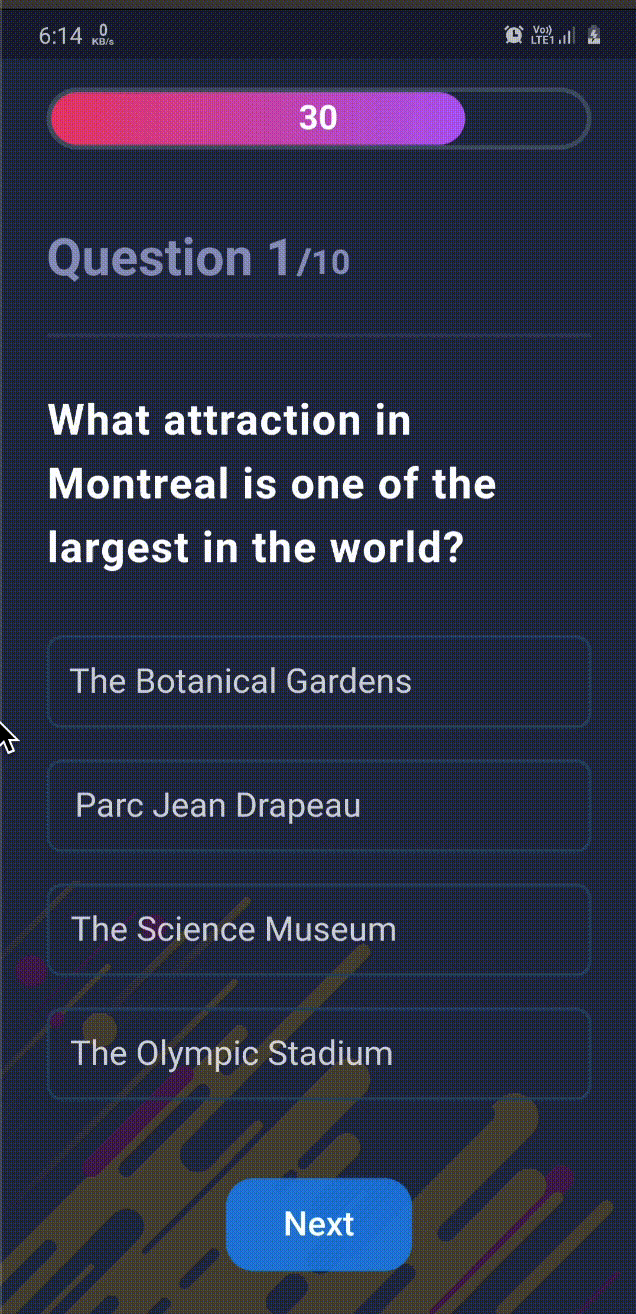 6:14 0 KB/s Vo)) LTE1
30
Question 1/10
What attraction in
Montreal is one of the
largest in the world?
The Botanical Gardens
Parc Jean Drapeau
The Science Museum
The Olympic Stadium
Next